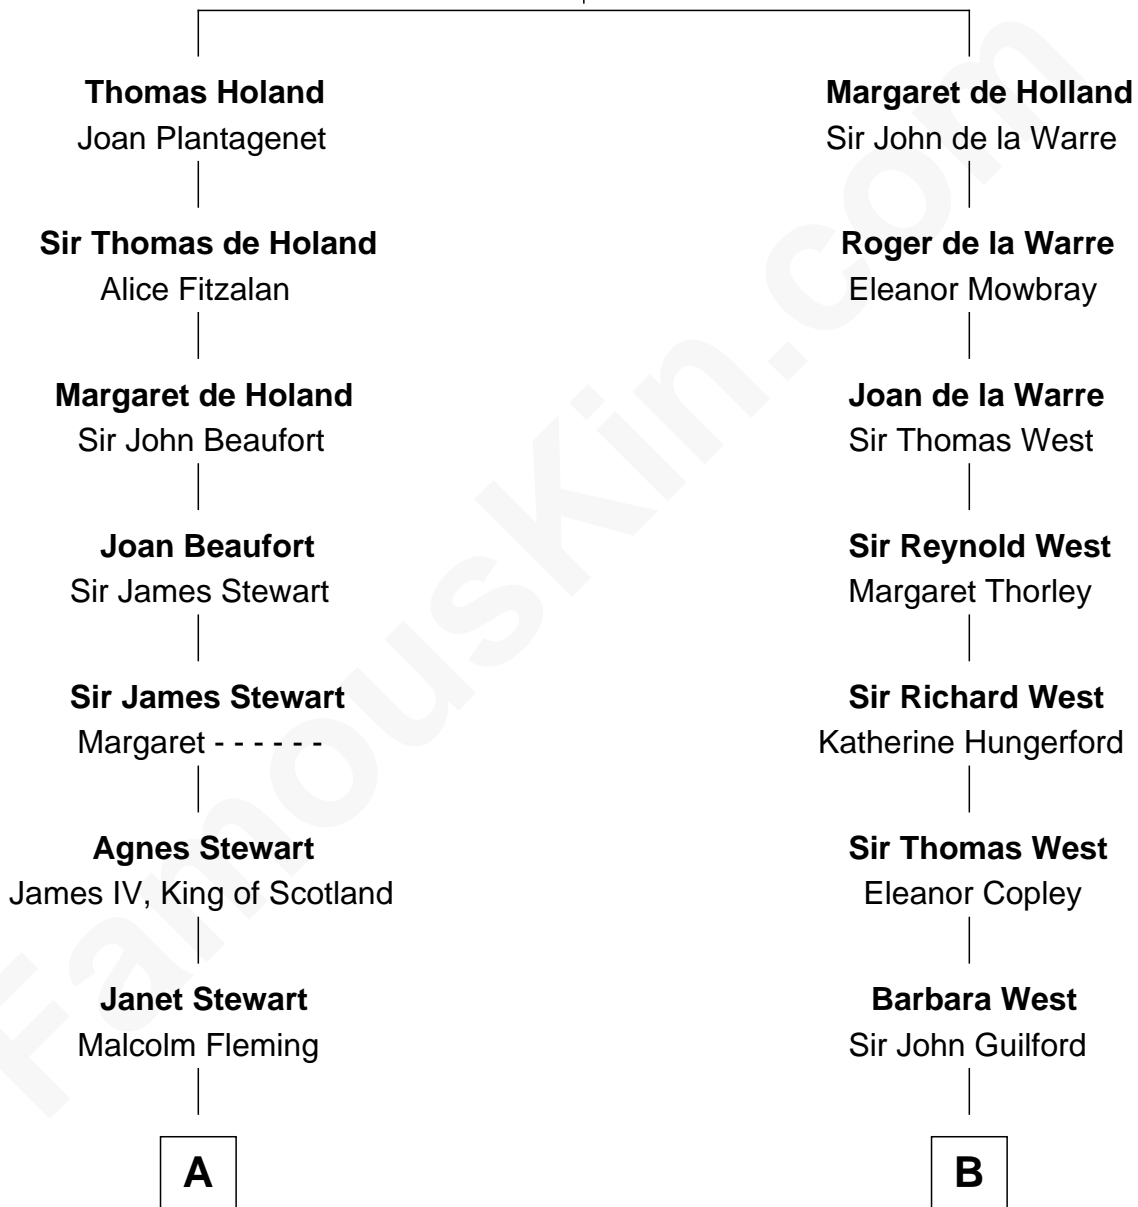 Thomas Holand
Joan Plantagenet
Sir Thomas de Holand
Alice Fitzalan
Margaret de Holand
Sir John Beaufort
Joan Beaufort
Sir James Stewart
Sir James Stewart
Margaret - - - - - -
Agnes Stewart
James IV, King of Scotland
Janet Stewart
Malcolm Fleming
A
Margaret de Holland
Sir John de la Warre
Roger de la Warre
Eleanor Mowbray
Joan de la Warre
Sir Thomas West
Sir Reynold West
Margaret Thorley
Sir Richard West
Katherine Hungerford
Sir Thomas West
Eleanor Copley
Barbara West
Sir John Guilford
B
FamousKin.com